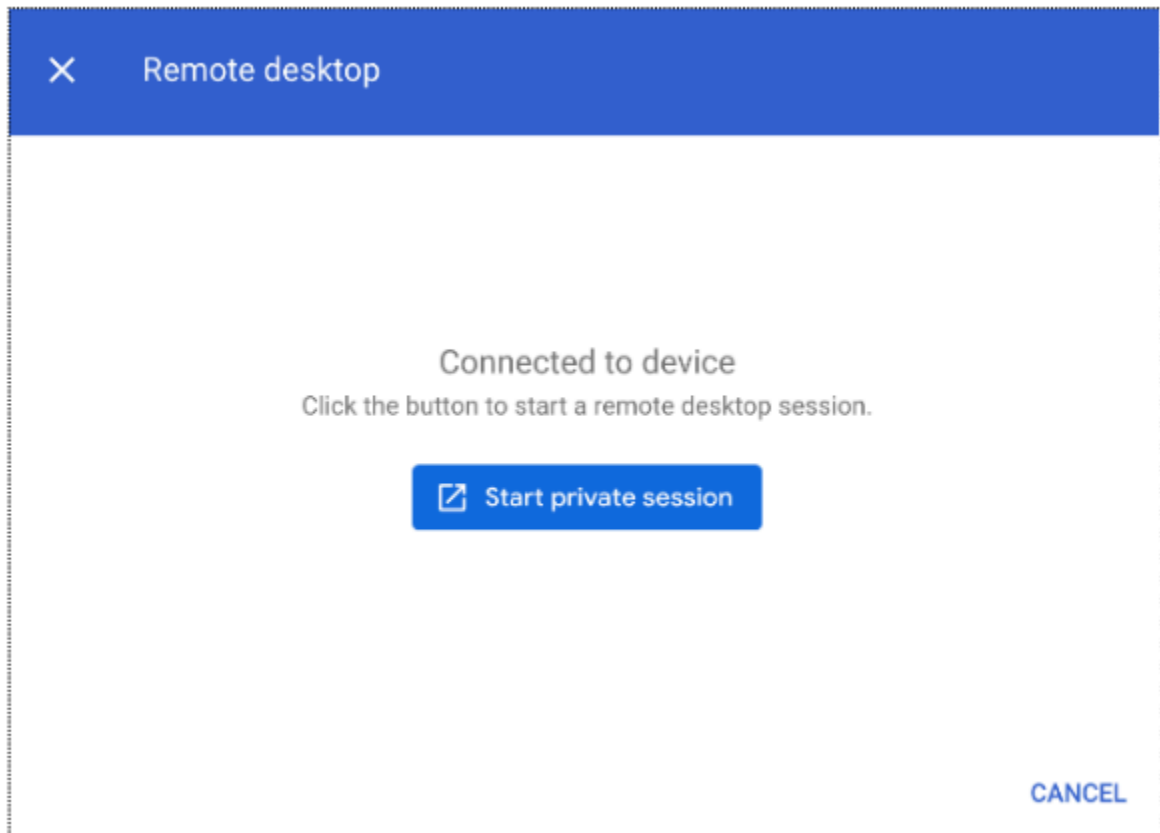 Remote desktop
Connected to device
Click the button to start a remote desktop session.
Start private session
CANCEL